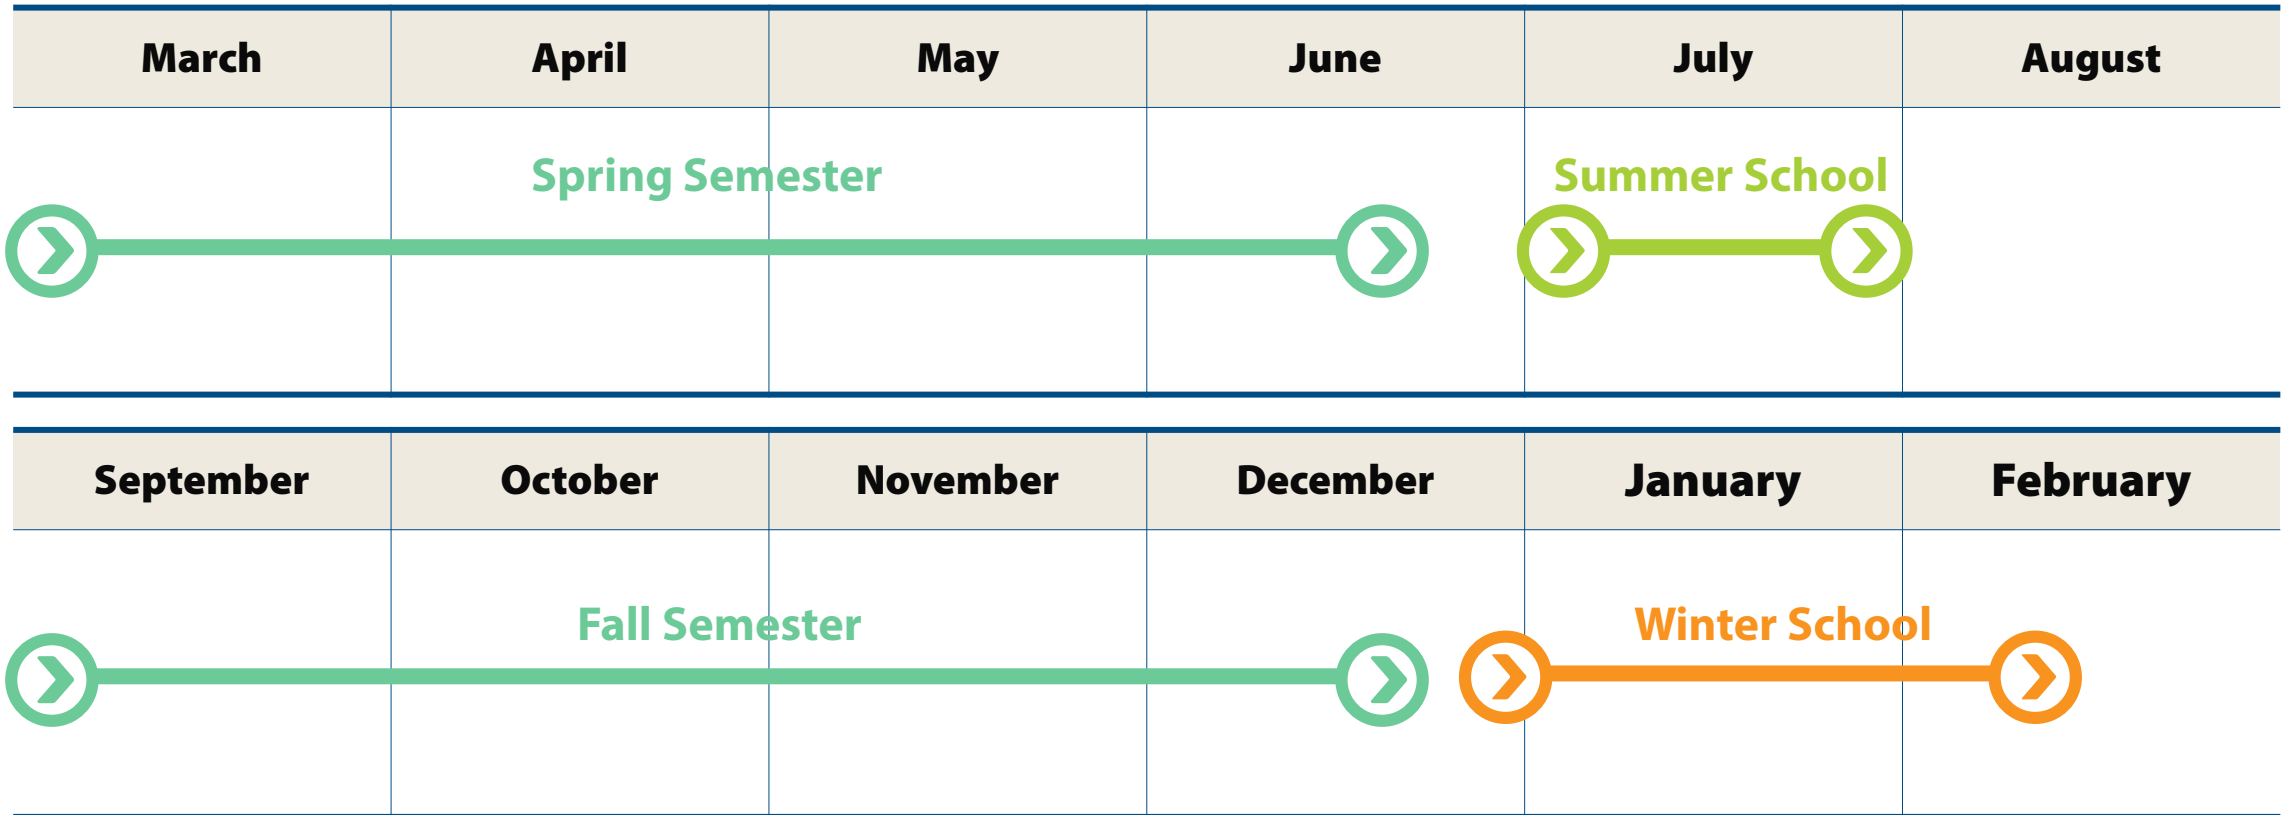 March April May June July August
Spring Semester Summer School
September October November December January February
Fall Semester Winter School